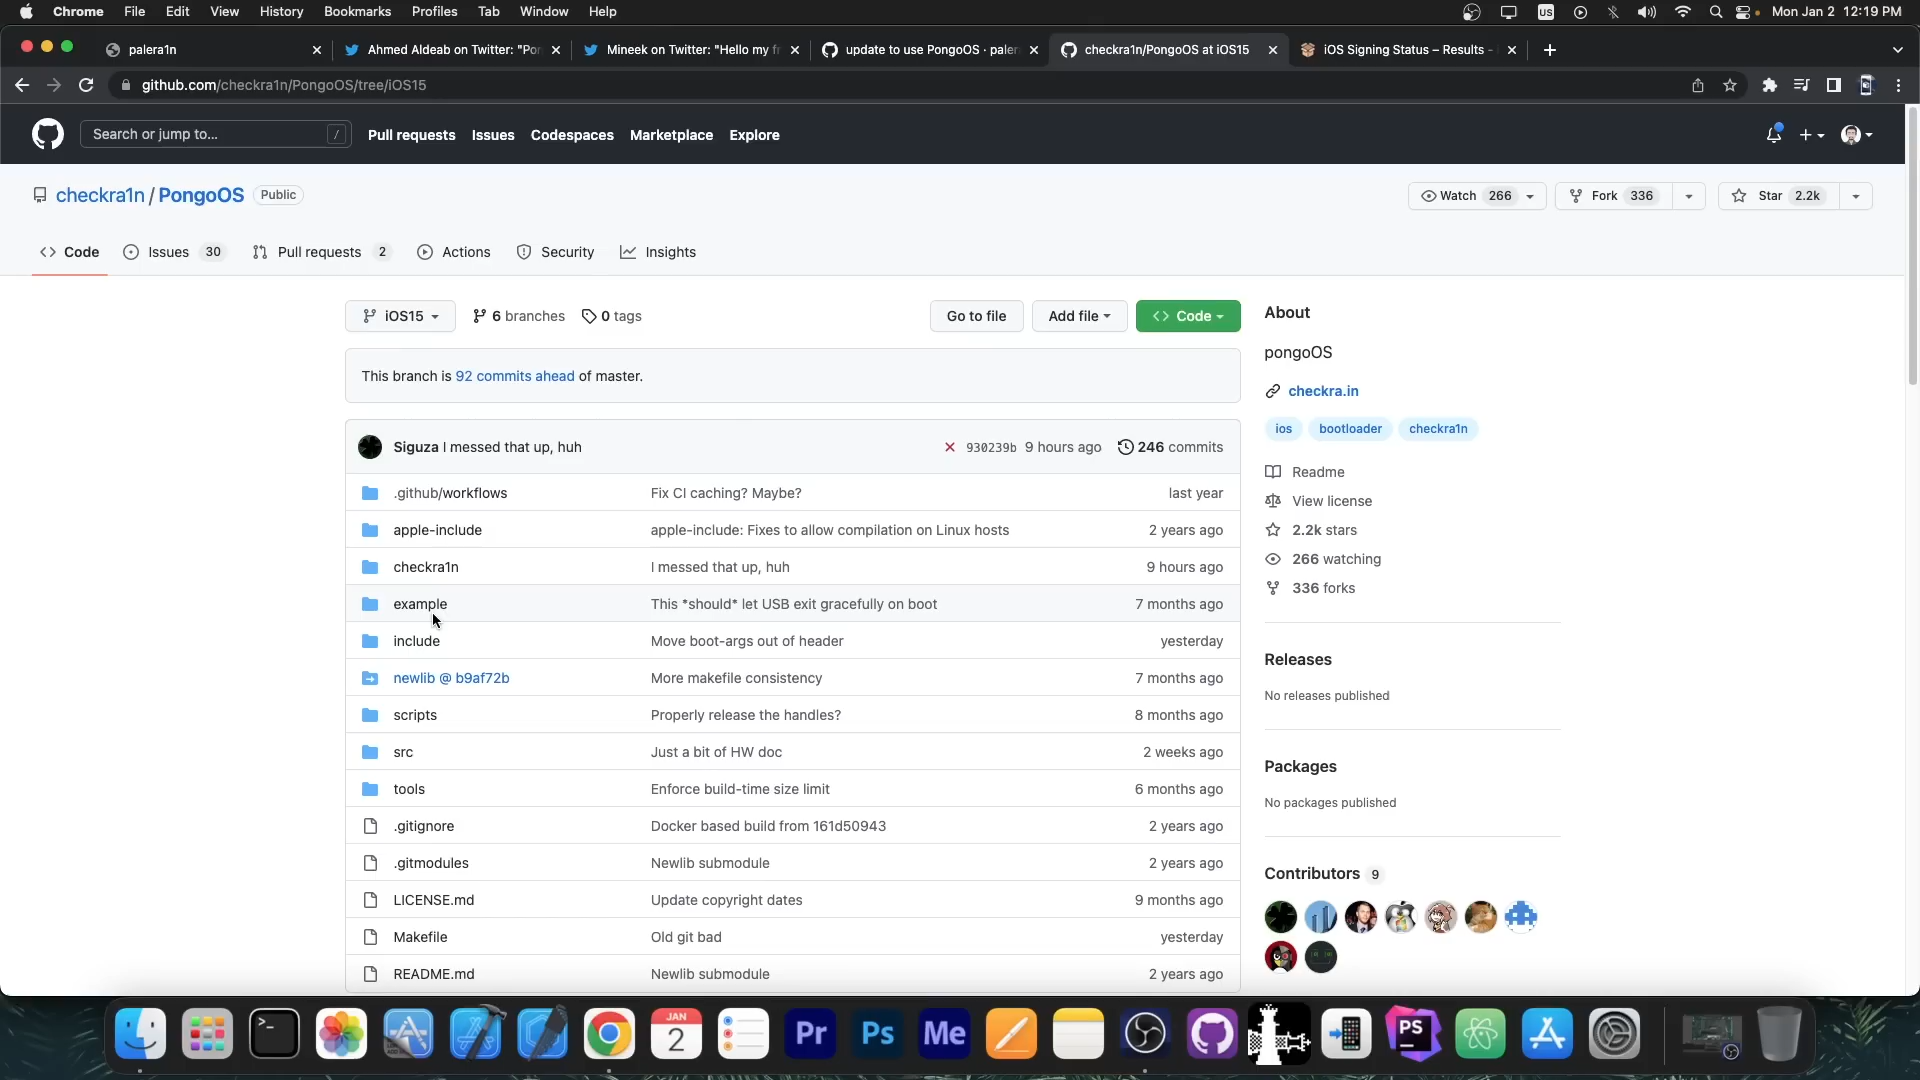 Chrome File Edit View History Bookmarks Profiles Tab Window Help US Mon Jan 2 12:19 PM
palera1n Ahmed Aldeab on Twitter: "Pon Mineek on Twitter: "Hello my fr update to use PongoOS · paler checkra1n/PongoOS at iOS15 iOS Signing Status – Results -
github.com/checkra1n/PongoOS/tree/iOS15
Search or jump to... / Pull requests Issues Codespaces Marketplace Explore
checkra1n / PongoOS Public Watch 266 Fork 336 Star 2.2k
Code Issues 30 Pull requests 2 Actions Security Insights
iOS15 6 branches 0 tags Go to file Add file Code
This branch is 92 commits ahead of master.
Siguza I messed that up, huh 930239b 9 hours ago 246 commits
.github/workflows Fix CI caching? Maybe? last year
apple-include apple-include: Fixes to allow compilation on Linux hosts 2 years ago
checkra1n I messed that up, huh 9 hours ago
example This *should* let USB exit gracefully on boot 7 months ago
include Move boot-args out of header yesterday
newlib @ b9af72b More makefile consistency 7 months ago
scripts Properly release the handles? 8 months ago
src Just a bit of HW doc 2 weeks ago
tools Enforce build-time size limit 6 months ago
.gitignore Docker based build from 161d50943 2 years ago
.gitmodules Newlib submodule 2 years ago
LICENSE.md Update copyright dates 9 months ago
Makefile Old git bad yesterday
README.md Newlib submodule 2 years ago
About
pongoOS
checkra.in
ios bootloader checkra1n
Readme
View license
2.2k stars
266 watching
336 forks
Releases
No releases published
Packages
No packages published
Contributors 9
JAN
2
Pr Ps Me PS